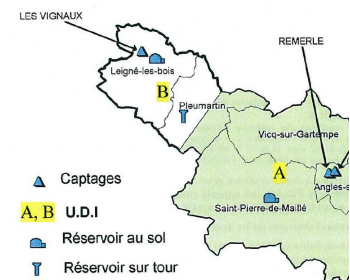 LES VIGNAUX
REMERLE
Leigné-les-bois
B
Pleumartin
Vicq-sur-Gartempe
A
Angles-s
Saint-Pierre-de-Maillé
Captages
A, B U.D.I
Réservoir au sol
Réservoir sur tour